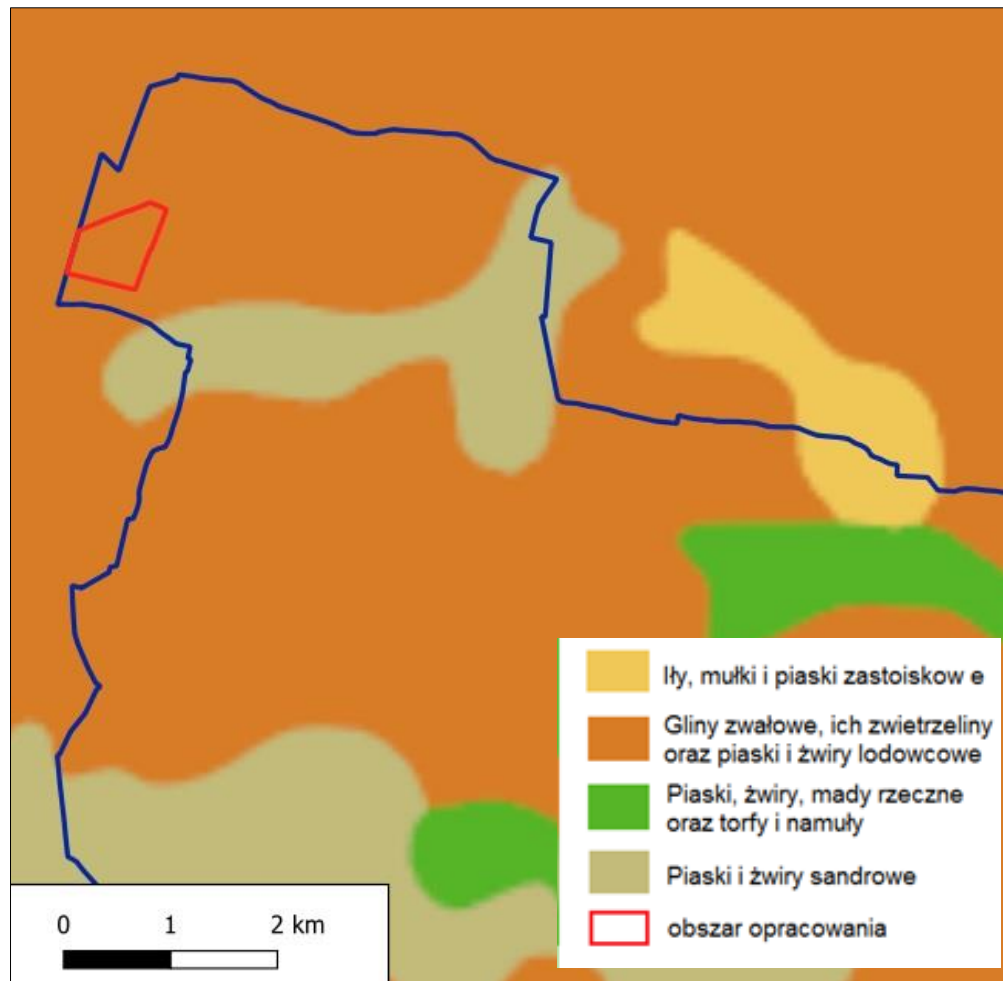 Iły, mułki i piaski zastoiskow e
Gliny zwałowe, ich zwietrzeliny
oraz piaski i żwiry lodowcowe
Piaski, żwiry, mady rzeczne
oraz torfy i namuły
Piaski i żwiry sandrowe
obszar opracowania
0 1 2 km